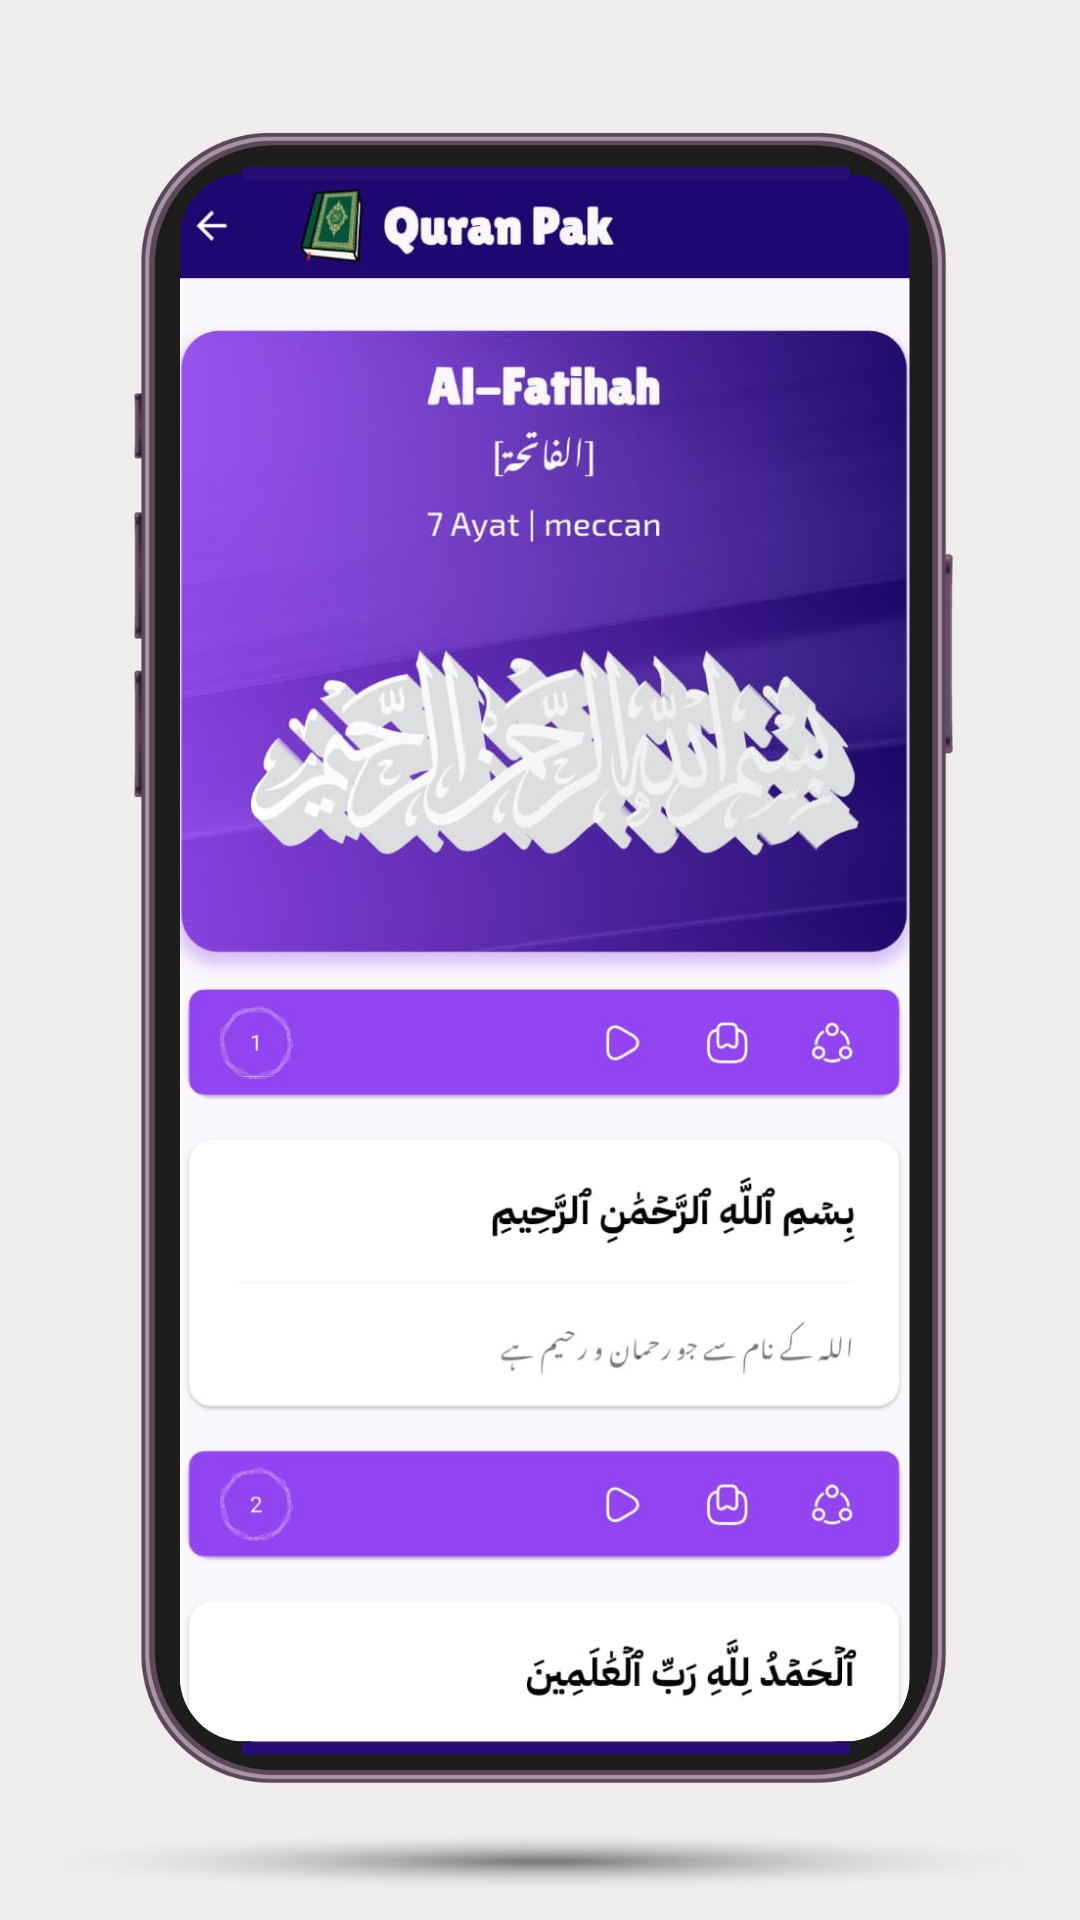 Quran Pak
Al-Fatihah
[الفاتحة]
7 Ayat | meccan
بسم الله الرحمن الرحيم
1
بِسۡمِ ٱللَّهِ ٱلرَّحۡمَٰنِ ٱلرَّحِيمِ
اللہ کے نام سے جو رحمان و رحیم ہے
2
ٱلۡحَمۡدُ لِلَّهِ رَبِّ ٱلۡعَٰلَمِينَ